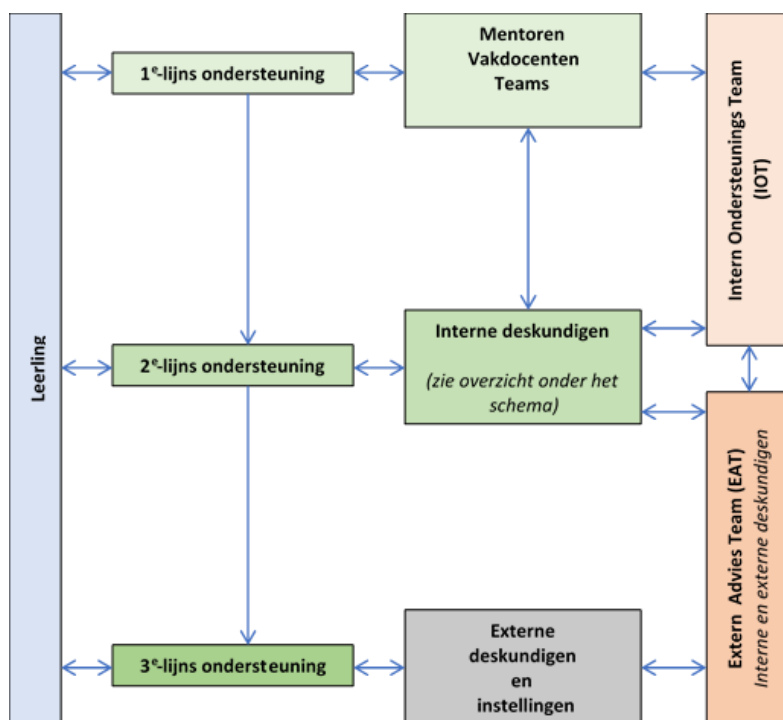 Leerling
1ᵉ-lijns ondersteuning
Mentoren
Vakdocenten
Teams
Intern Ondersteunings Team
(IOT)
2ᵉ-lijns ondersteuning
Interne deskundigen
(zie overzicht onder het
schema)
Extern Advies Team (EAT)
Interne en externe deskundigen
3ᵉ-lijns ondersteuning
Externe
deskundigen
en
instellingen